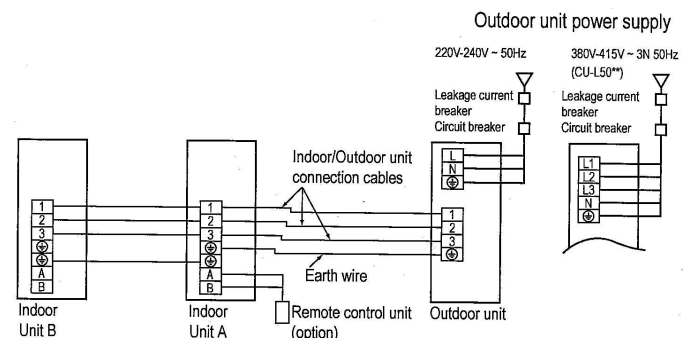 Outdoor unit power supply
220V-240V ~ 50Hz
380V-415V ~ 3N 50Hz
(CU-L50**)
Leakage current
breaker
Circuit breaker
Leakage current
breaker
Circuit breaker
L
N
L1
L2
L3
N
Indoor/Outdoor unit
connection cables
1
2
3
A
B
1
2
3
A
B
1
2
3
Earth wire
Indoor
Unit B
Indoor
Unit A
Remote control unit
(option)
Outdoor unit